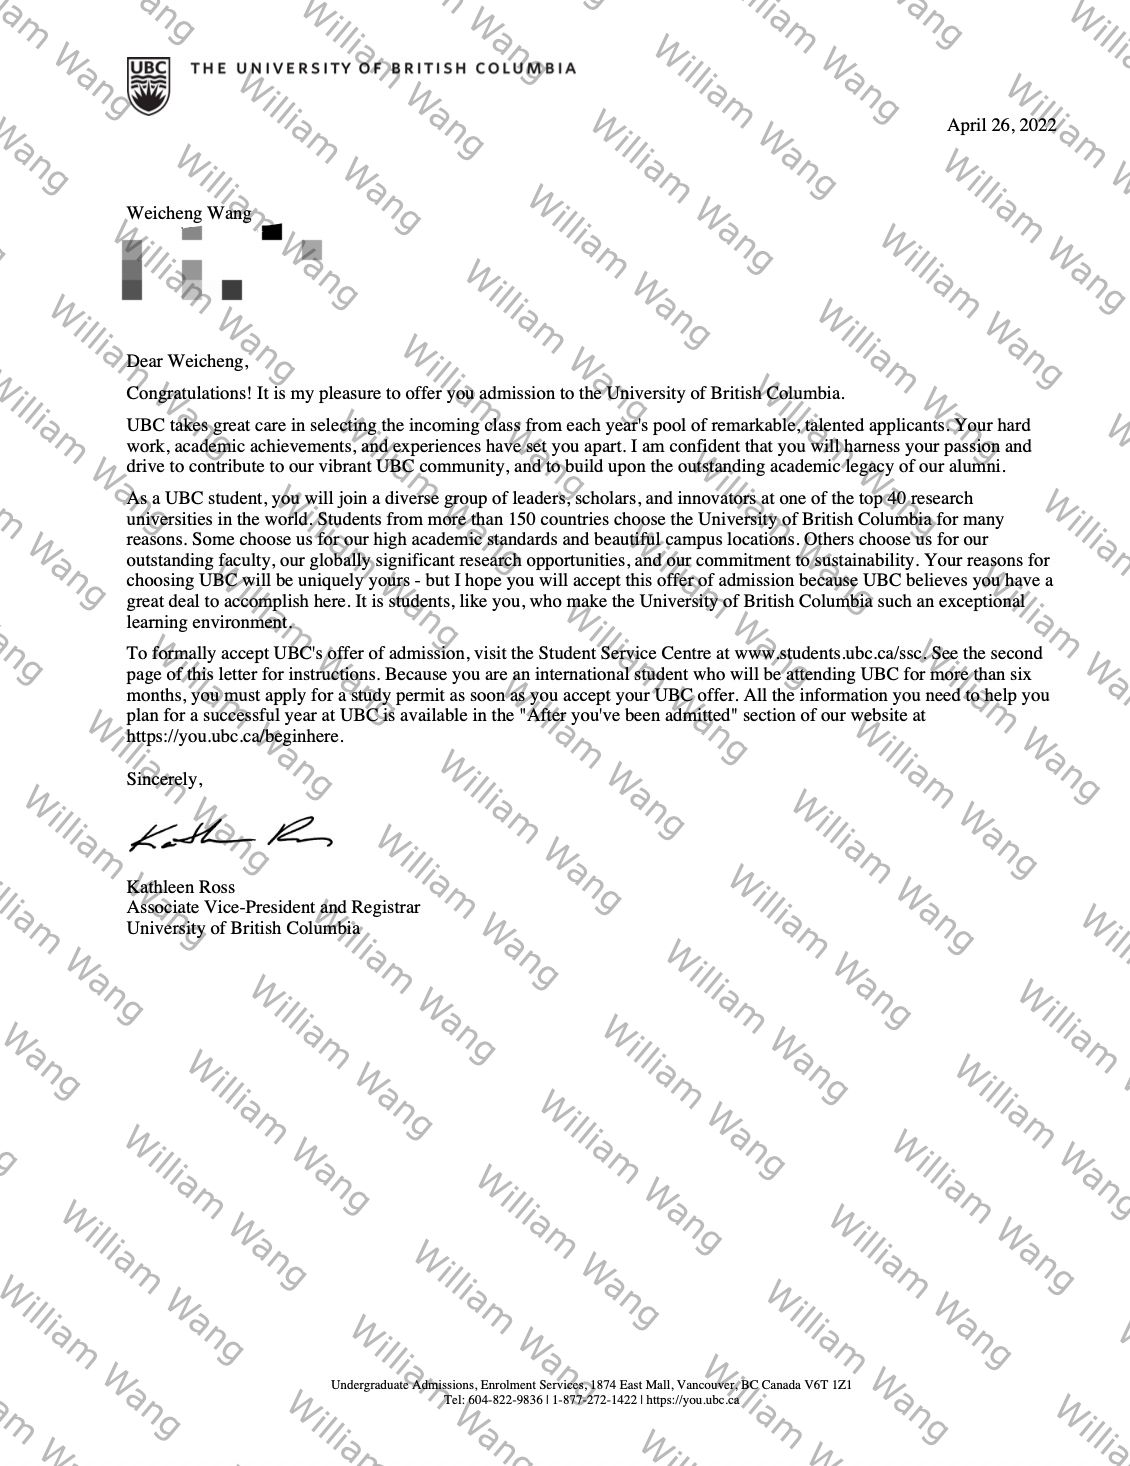 UBC
THE UNIVERSITY OF BRITISH COLUMBIA
April 26, 2022
Weicheng Wang
Dear Weicheng,
Congratulations! It is my pleasure to offer you admission to the University of British Columbia.
UBC takes great care in selecting the incoming class from each year's pool of remarkable, talented applicants. Your hard
work, academic achievements, and experiences have set you apart. I am confident that you will harness your passion and
drive to contribute to our vibrant UBC community, and to build upon the outstanding academic legacy of our alumni.
As a UBC student, you will join a diverse group of leaders, scholars, and innovators at one of the top 40 research
universities in the world. Students from more than 150 countries choose the University of British Columbia for many
reasons. Some choose us for our high academic standards and beautiful campus locations. Others choose us for our
outstanding faculty, our globally significant research opportunities, and our commitment to sustainability. Your reasons for
choosing UBC will be uniquely yours - but I hope you will accept this offer of admission because UBC believes you have a
great deal to accomplish here. It is students, like you, who make the University of British Columbia such an exceptional
learning environment.
To formally accept UBC's offer of admission, visit the Student Service Centre at www.students.ubc.ca/ssc. See the second
page of this letter for instructions. Because you are an international student who will be attending UBC for more than six
months, you must apply for a study permit as soon as you accept your UBC offer. All the information you need to help you
plan for a successful year at UBC is available in the "After you've been admitted" section of our website at
https://you.ubc.ca/beginhere.
Sincerely,
Kathleen Ross
Associate Vice-President and Registrar
University of British Columbia
Undergraduate Admissions, Enrolment Services, 1874 East Mall, Vancouver, BC Canada V6T 1Z1
Tel: 604-822-9836 | 1-877-272-1422 | https://you.ubc.ca
William Wang